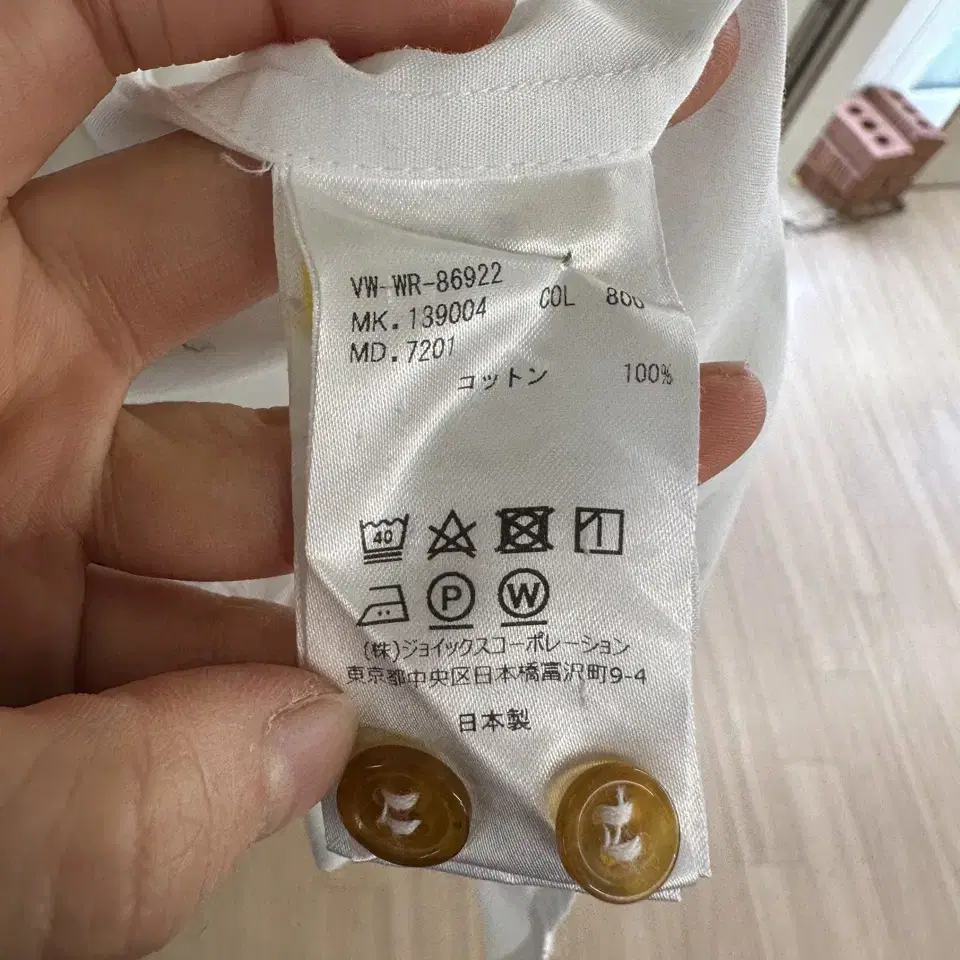 VW-WR-86922
MK.139004 COL
MD.7201
コットン 100%
40
P W
(株)ジョイックスコーポレーション
東京都中央区日本橋富沢町9-4
日本製